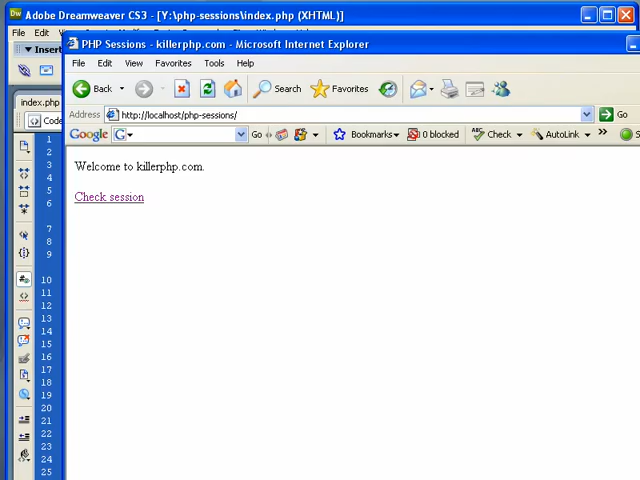 Adobe Dreamweaver CS3 - [Y:\php-sessions\index.php (XHTML)]
File Edit
PHP Sessions - killerphp.com - Microsoft Internet Explorer
Insert
File Edit View Favorites Tools Help
Back Search Favorites
index.php
Address http://localhost/php-sessions/ Go
Code
Google G Go Bookmarks 0 blocked Check AutoLink »
1
2
3
4
5
6
7
8
9
10
11
12
13
14
15
16
17
18
19
20
21
22
23
24
25
Welcome to killerphp.com.
Check session